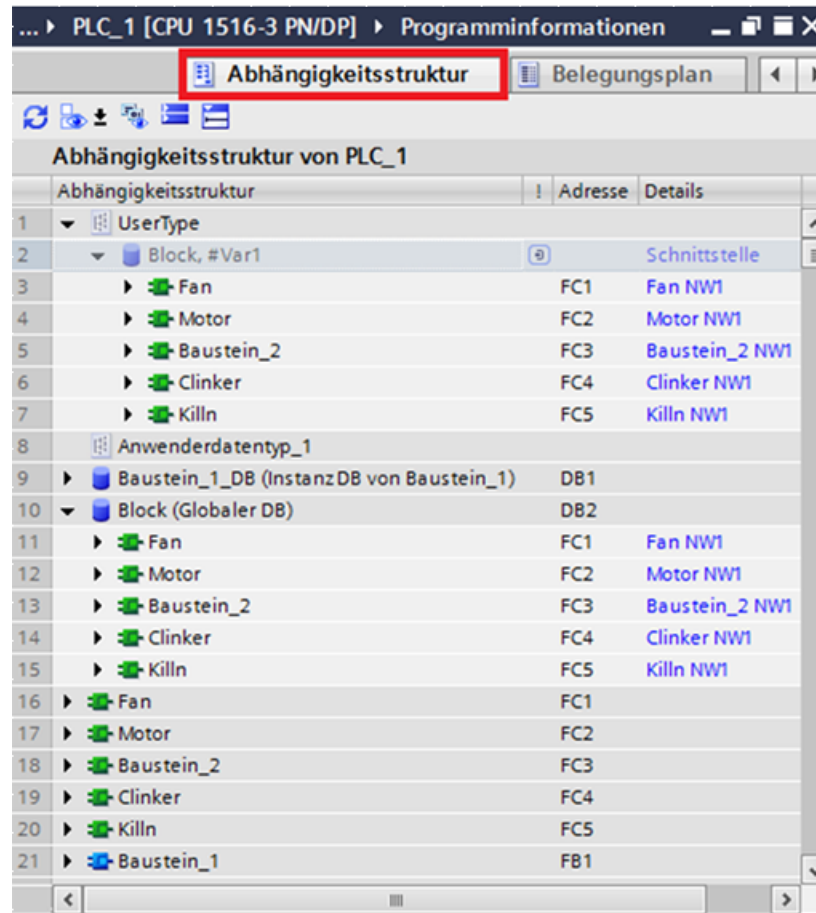 ... PLC_1 [CPU 1516-3 PN/DP] Programminformationen
Abhängigkeitsstruktur Belegungsplan
Abhängigkeitsstruktur von PLC_1
Abhängigkeitsstruktur ! Adresse Details
1 UserType
2 Block, #Var1 Schnittstelle
3 Fan FC1 Fan NW1
4 Motor FC2 Motor NW1
5 Baustein_2 FC3 Baustein_2 NW1
6 Clinker FC4 Clinker NW1
7 Killn FC5 Killn NW1
8 Anwenderdatentyp_1
9 Baustein_1_DB (InstanzDB von Baustein_1) DB1
10 Block (Globaler DB) DB2
11 Fan FC1 Fan NW1
12 Motor FC2 Motor NW1
13 Baustein_2 FC3 Baustein_2 NW1
14 Clinker FC4 Clinker NW1
15 Killn FC5 Killn NW1
16 Fan FC1
17 Motor FC2
18 Baustein_2 FC3
19 Clinker FC4
20 Killn FC5
21 Baustein_1 FB1